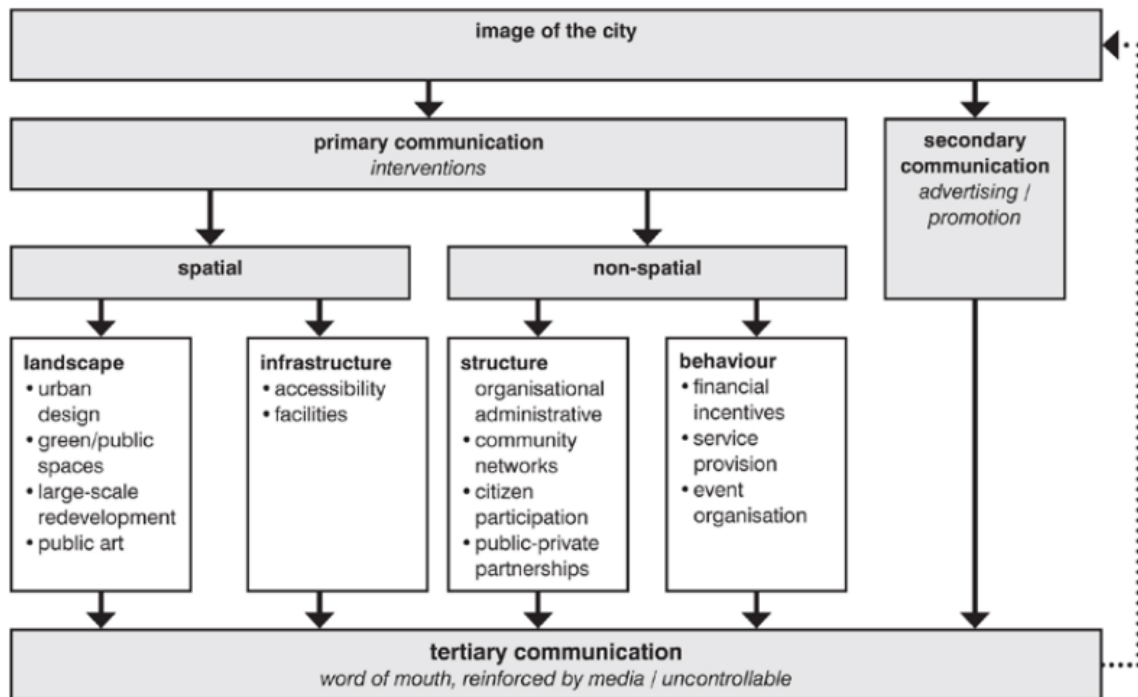 image of the city
primary communication
interventions
secondary
communication
advertising /
promotion
spatial
non-spatial
landscape
• urban
design
• green/public
spaces
• large-scale
redevelopment
• public art
infrastructure
• accessibility
• facilities
structure
organisational
administrative
• community
networks
• citizen
participation
• public-private
partnerships
behaviour
• financial
incentives
• service
provision
• event
organisation
tertiary communication
word of mouth, reinforced by media / uncontrollable